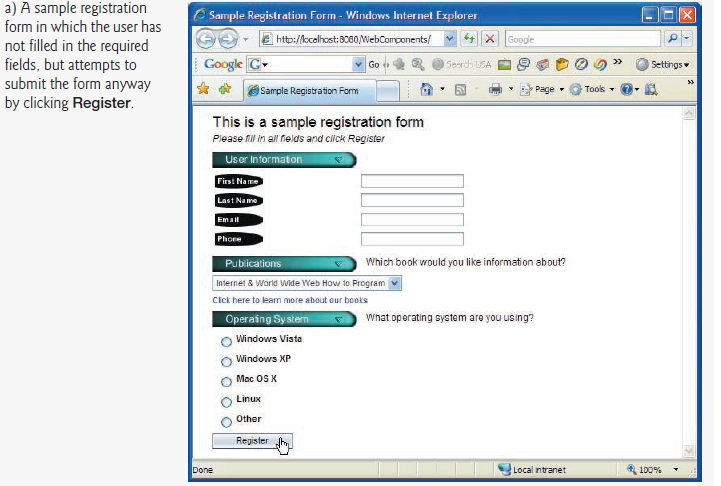 a) A sample registration
form in which the user has
not filled in the required
fields, but attempts to
submit the form anyway
by clicking Register.
Sample Registration Form - Windows Internet Explorer
http://localhost:8080/WebComponents/
Google
Google G Go Search USA >> Settings
Sample Registration Form Page Tools >>
This is a sample registration form
Please fill in all fields and click Register
User Information
First Name
Last Name
Email
Phone
Publications Which book would you like information about?
Internet & World Wide Web How to Program
Click here to learn more about our books
Operating System What operating system are you using?
Windows Vista
Windows XP
Mac OS X
Linux
Other
Register
Done Local intranet 100%